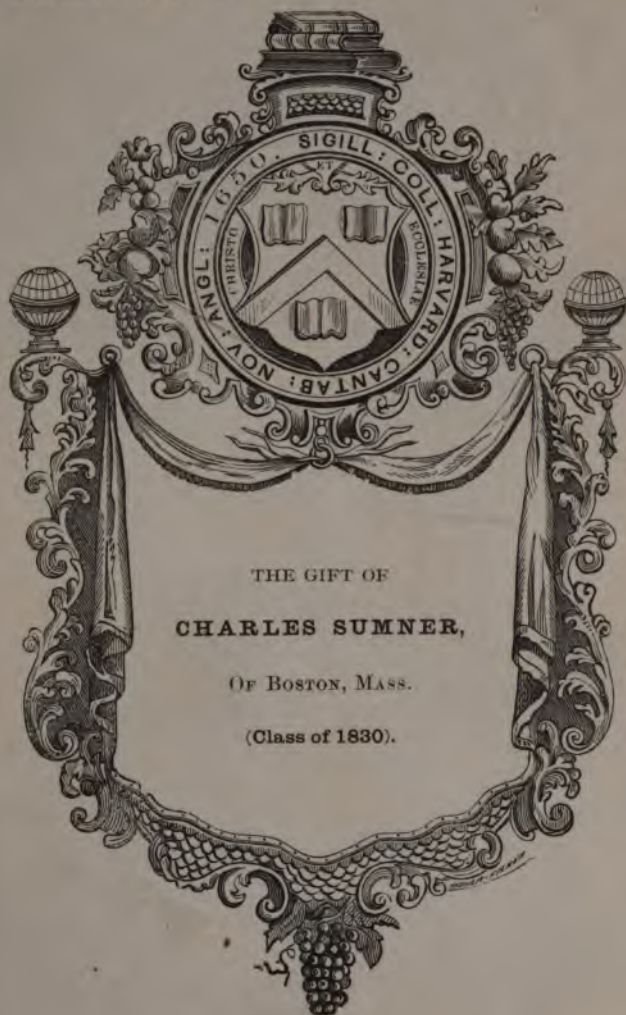 SIGILL: COLL: HARVARD: CANTAB: NOV: ANGL: 1650.
CHRISTO
ET
ECCLESIAE
THE GIFT OF
CHARLES SUMNER,
OF BOSTON, MASS.
(Class of 1830).